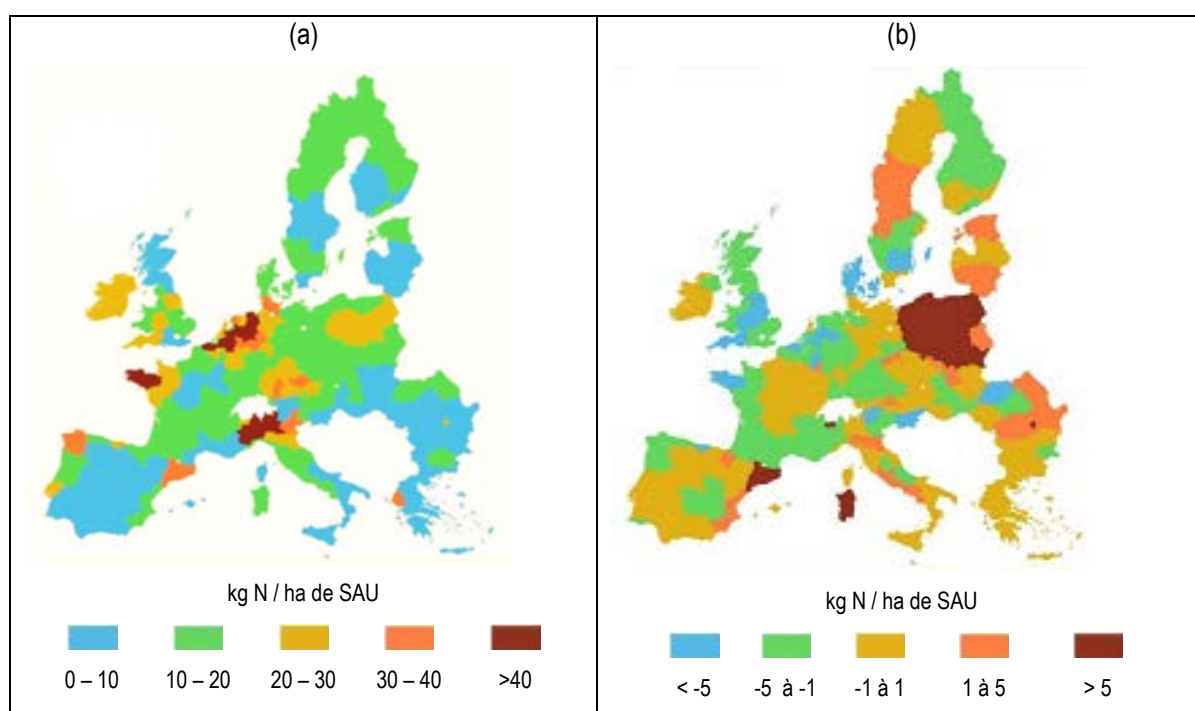 (a)
kg N / ha de SAU
0 – 10 10 – 20 20 – 30 30 – 40 >40
(b)
kg N / ha de SAU
< -5 -5 à -1 -1 à 1 1 à 5 > 5